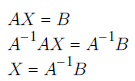 AX = B
A⁻¹AX = A⁻¹B
X = A⁻¹B